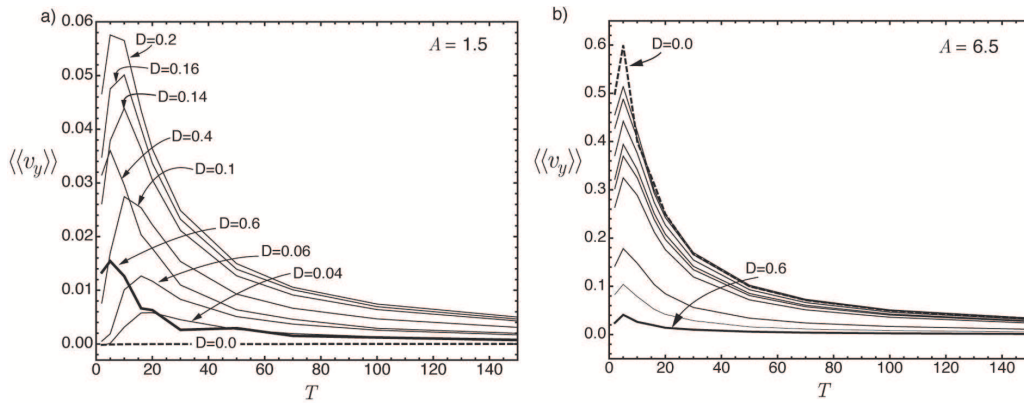 a)
A = 1.5
0.06
0.05
0.04
0.03
0.02
0.01
0.00
⟨⟨v_y⟩⟩
D=0.2
D=0.16
D=0.14
D=0.4
D=0.1
D=0.6
D=0.06
D=0.04
D=0.0
0 20 40 60 80 100 120 140
T
b)
A = 6.5
0.6
0.5
0.4
0.3
0.2
0.1
0.0
⟨⟨v_y⟩⟩
D=0.0
D=0.6
0 20 40 60 80 100 120 140
T